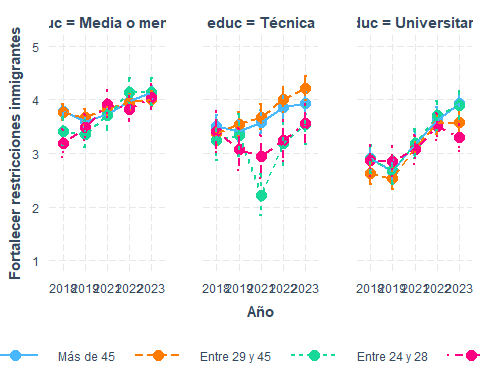 educ = Media o mer
educ = Técnica
educ = Universitar
Fortalecer restricciones inmigrantes
5
4
3
2
1
2018 2019 2021 2022 2023
2018 2019 2021 2022 2023
2018 2019 2021 2022 2023
Año
Más de 45
Entre 29 y 45
Entre 24 y 28